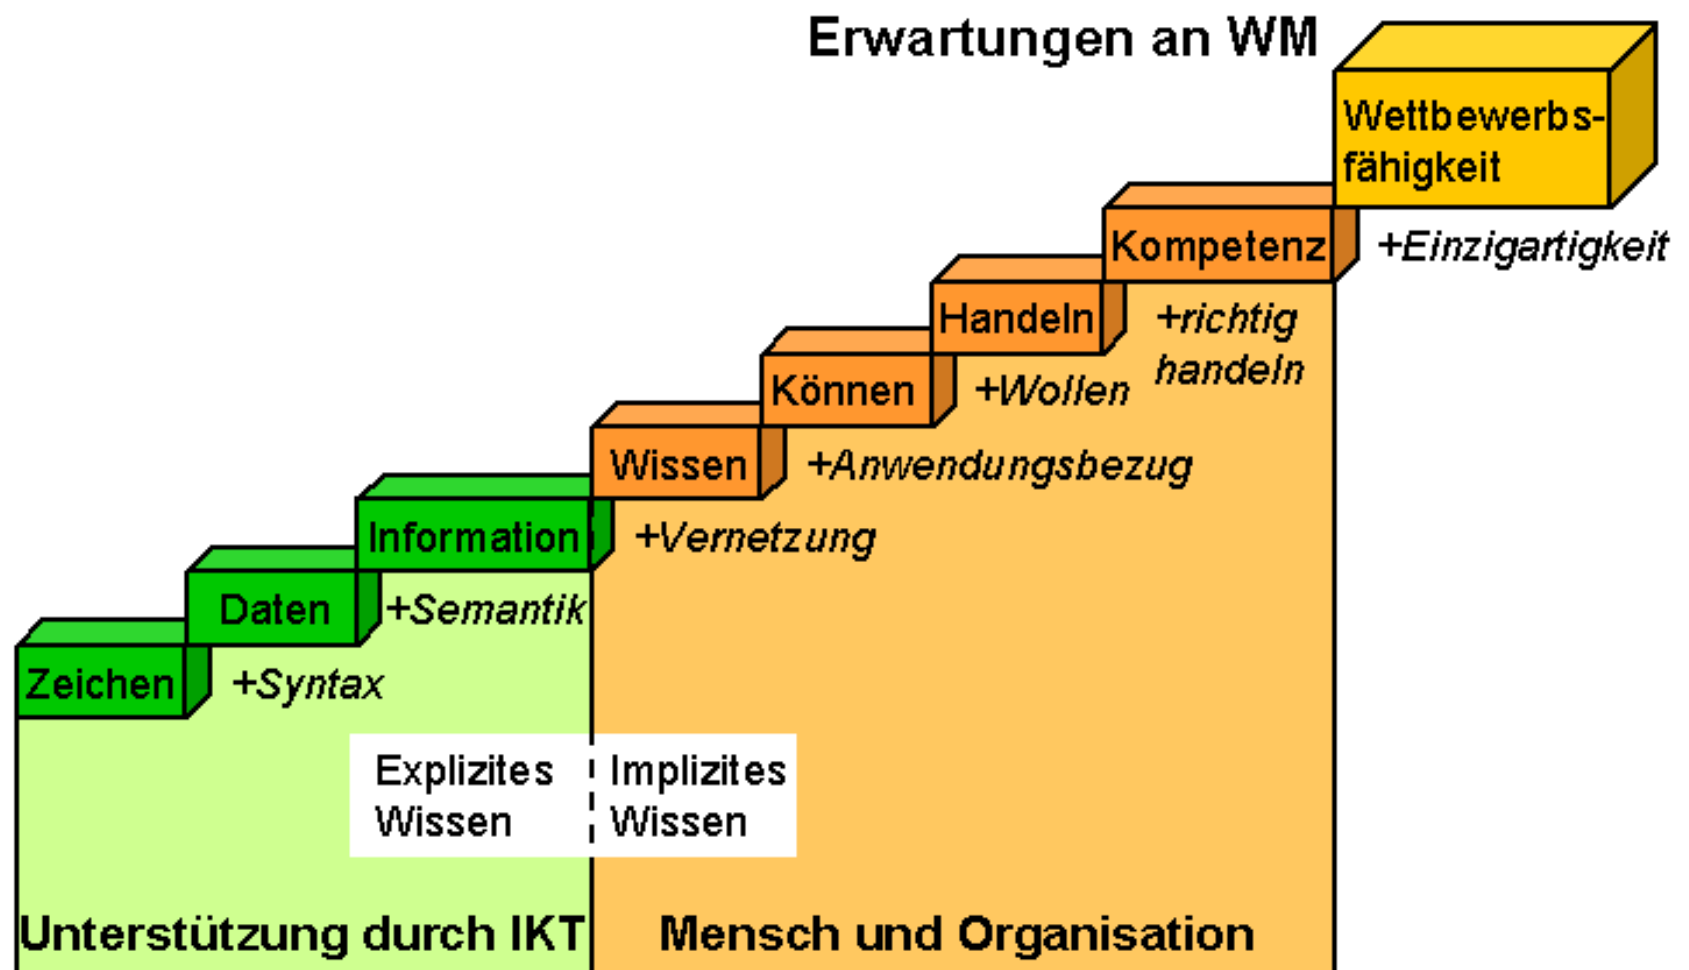 Erwartungen an WM
Wettbewerbs-
fähigkeit
Kompetenz
+Einzigartigkeit
Handeln
+richtig
handeln
Können
+Wollen
Wissen
+Anwendungsbezug
Information
+Vernetzung
Daten
+Semantik
Zeichen
+Syntax
Explizites
Wissen
Implizites
Wissen
Unterstützung durch IKT
Mensch und Organisation